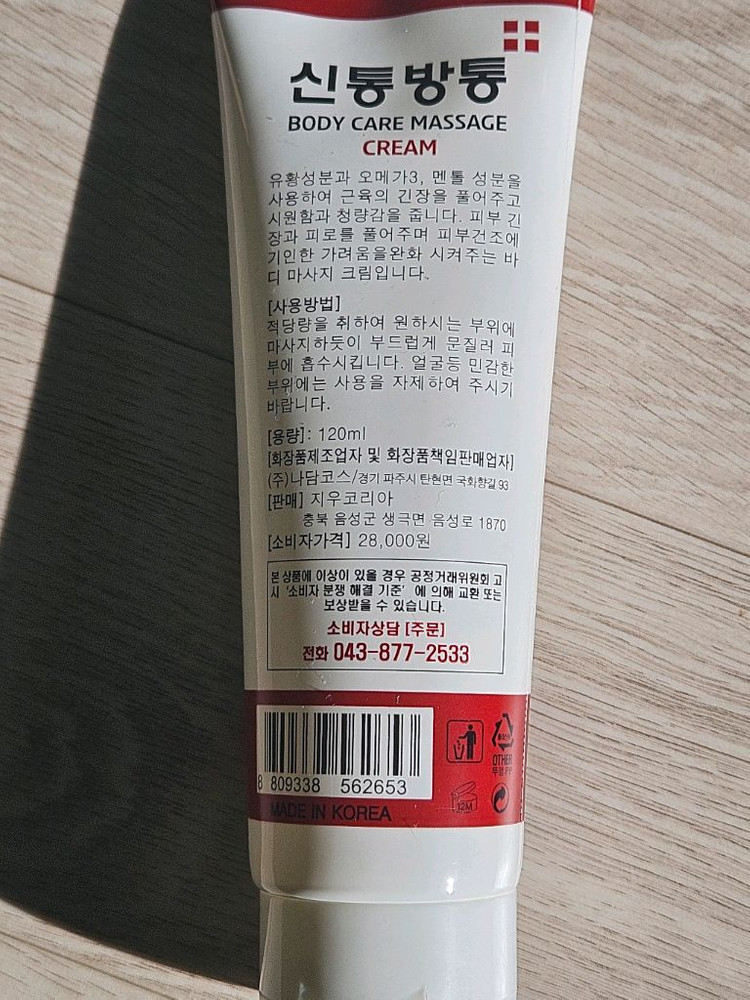 신통방통
BODY CARE MASSAGE
CREAM
유황성분과 오메가3, 멘톨 성분을
사용하여 근육의 긴장을 풀어주고
시원함과 청량감을 줍니다. 피부 긴
장과 피로를 풀어주며 피부건조에
기인한 가려움을완화 시켜주는 바
디 마사지 크림입니다.
[사용방법]
적당량을 취하여 원하시는 부위에
마사지하듯이 부드럽게 문질러 피
부에 흡수시킵니다. 얼굴등 민감한
부위에는 사용을 자제하여 주시기
바랍니다.
[용량]: 120ml
[화장품제조업자 및 화장품책임판매업자]
(주)나담코스/경기 파주시 탄현면 국화향길 93
[판매] 지우코리아
충북 음성군 생극면 음성로 1870
[소비자가격] 28,000원
본 상품에 이상이 있을 경우 공정거래위원회 고
시 '소비자 분쟁 해결 기준' 에 의해 교환 또는
보상받을 수 있습니다.
소비자상담 [주문]
전화 043-877-2533
8 809338 562653
OTHER
뚜껑:PP
12M
MADE IN KOREA